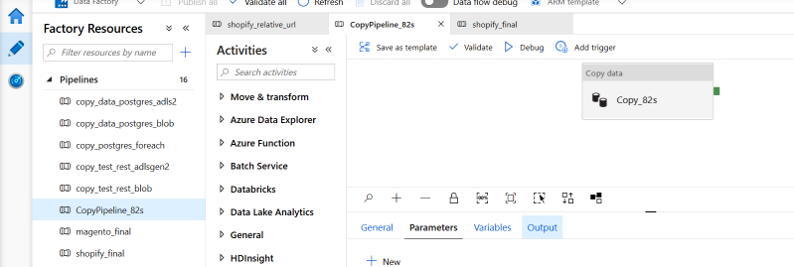 Data Factory
Publish all
Validate all
Refresh
Discard all
Data flow debug
ARM template
Factory Resources
Filter resources by name
Pipelines 16
copy_data_postgres_adls2
copy_data_postgres_blob
copy_postgres_foreach
copy_test_rest_adlsgen2
copy_test_rest_blob
CopyPipeline_82s
magento_final
shopify_final
shopify_relative_url
CopyPipeline_82s
shopify_final
Activities
Search activities
Move & transform
Azure Data Explorer
Azure Function
Batch Service
Databricks
Data Lake Analytics
General
HDInsight
Save as template
Validate
Debug
Add trigger
Copy data
Copy_82s
General
Parameters
Variables
Output
New